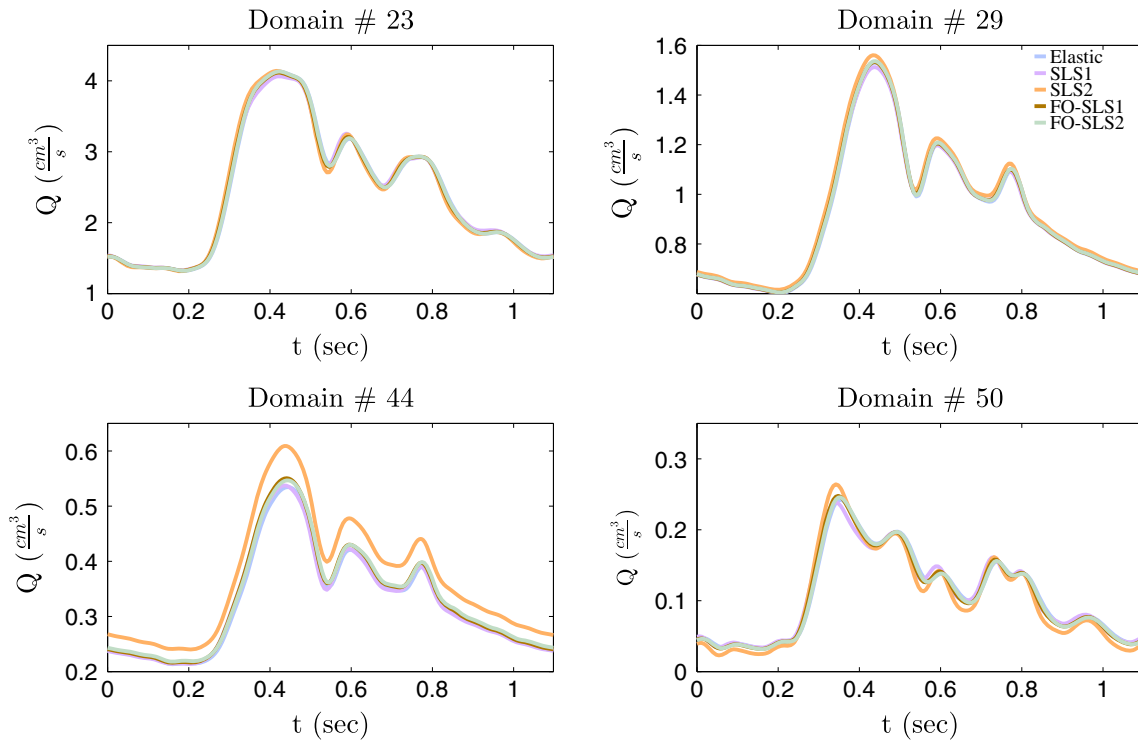 Domain # 23
4
3
2
1
0
0.2
0.4
0.6
0.8
1
Q (cm³/s)
t (sec)
Domain # 29
1.6
1.4
1.2
1
0.8
0
0.2
0.4
0.6
0.8
1
Q (cm³/s)
t (sec)
Elastic
SLS1
SLS2
FO-SLS1
FO-SLS2
Domain # 44
0.6
0.5
0.4
0.3
0.2
0
0.2
0.4
0.6
0.8
1
Q (cm³/s)
t (sec)
Domain # 50
0.3
0.2
0.1
0
0
0.2
0.4
0.6
0.8
1
Q (cm³/s)
t (sec)